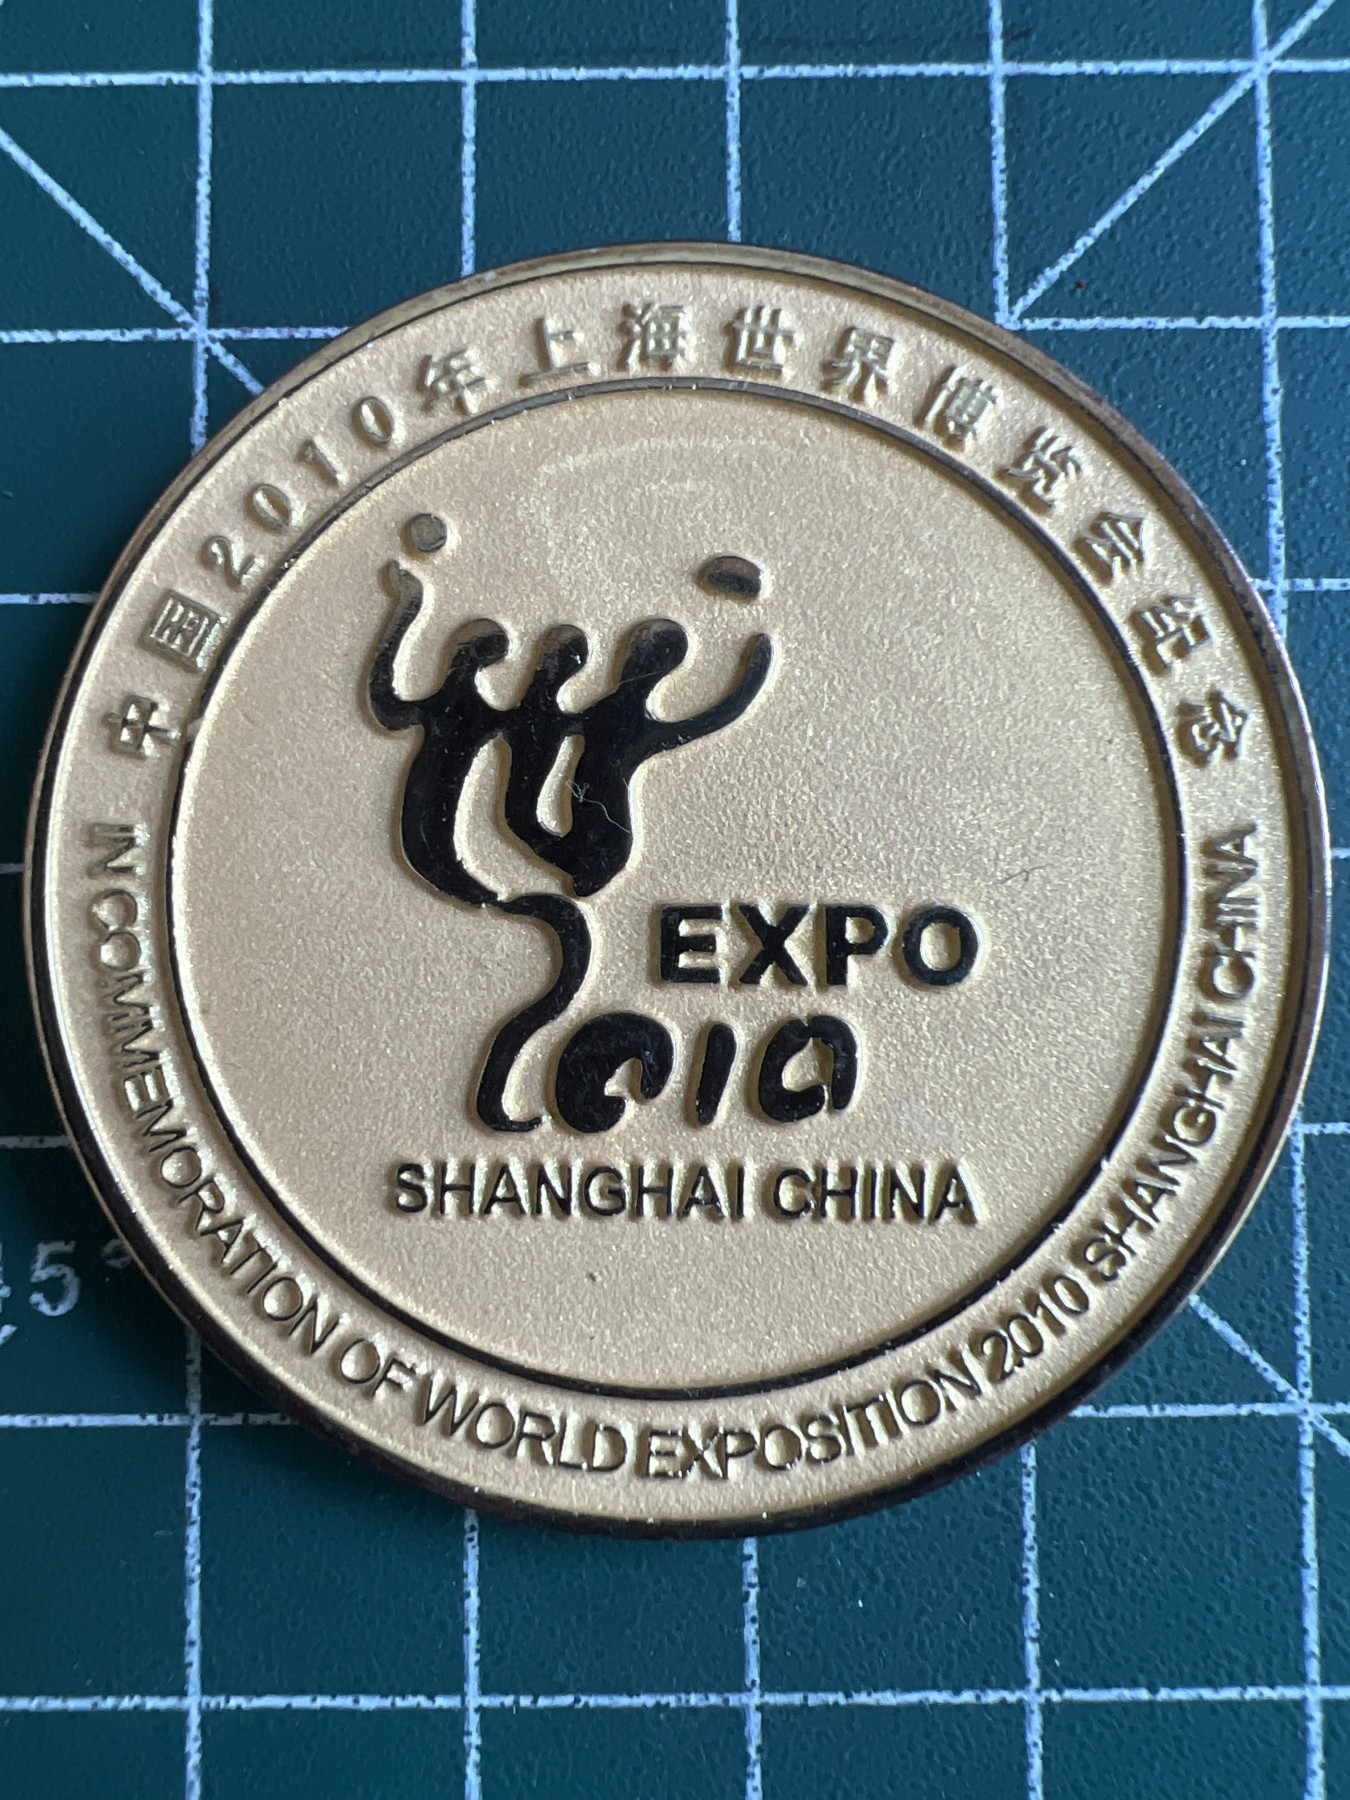 中国2010年上海世界博览会纪念
EXPO
2010
SHANGHAI CHINA
IN COMMEMORATION OF WORLD EXPOSITION 2010 SHANGHAI CHINA
45°